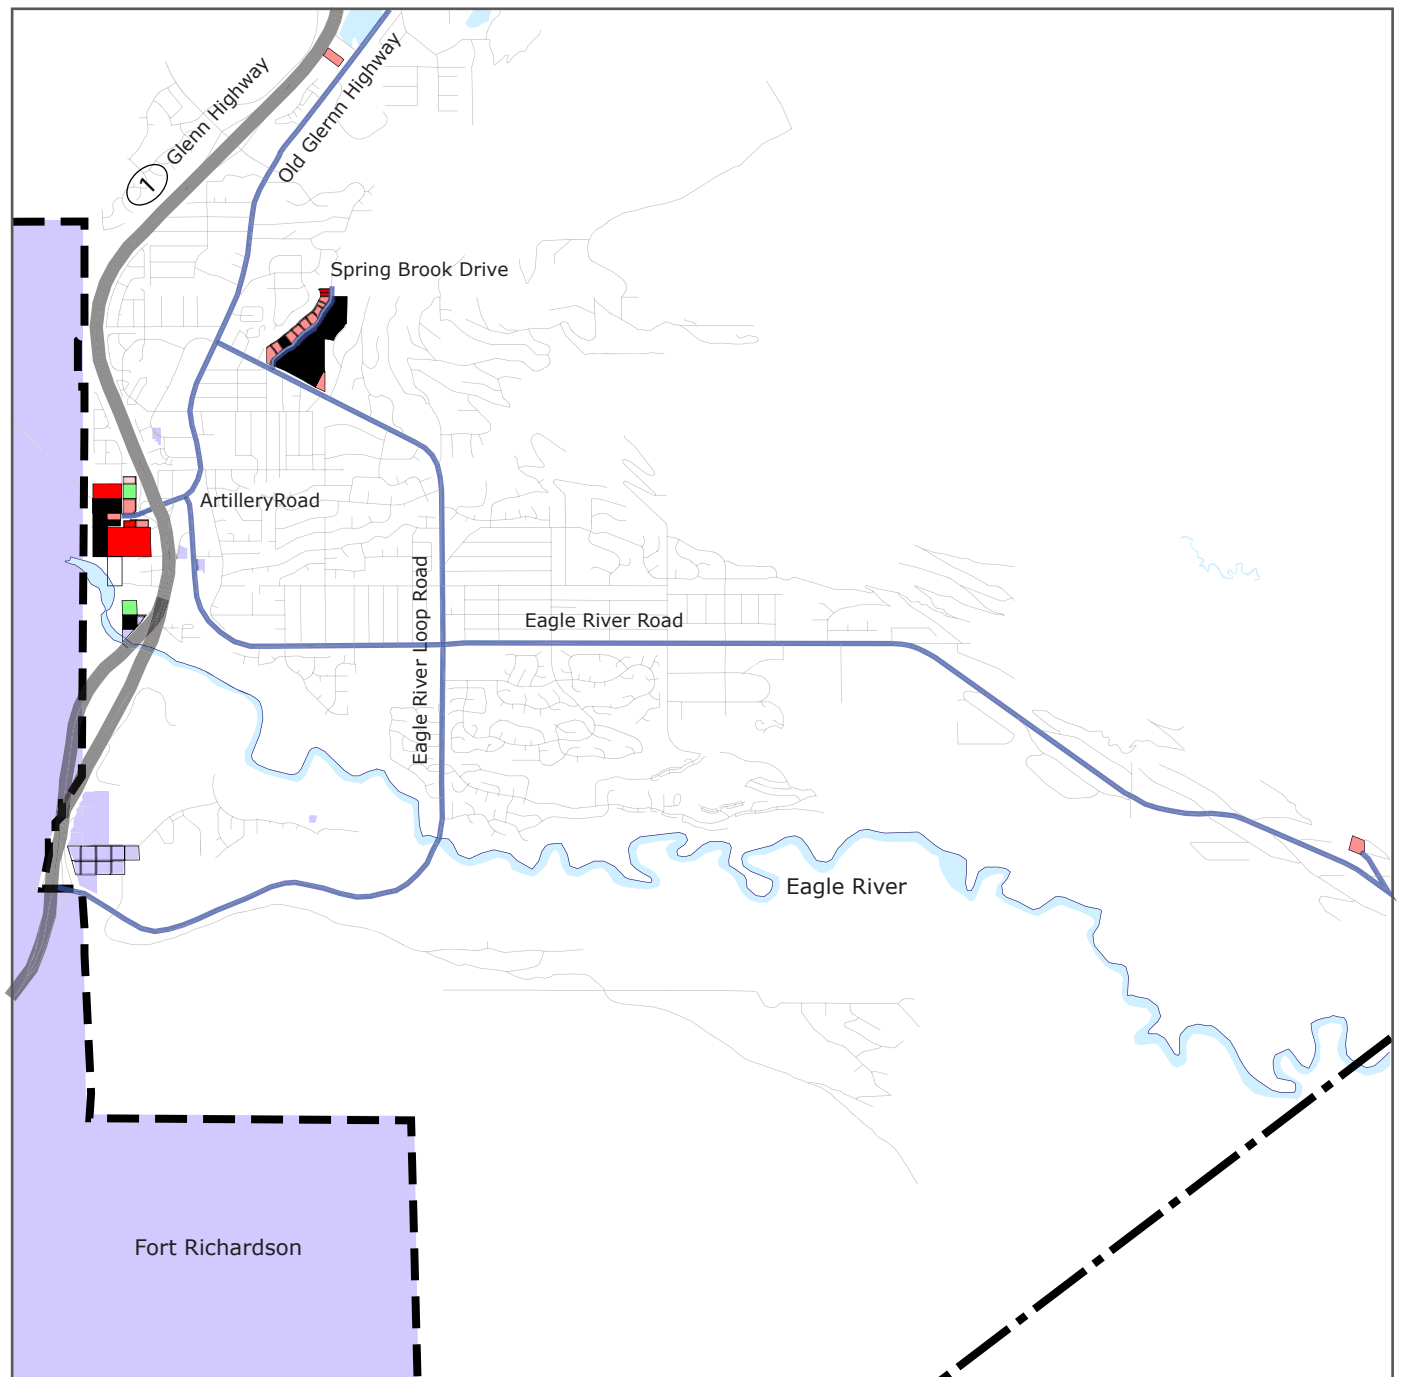 Glenn Highway
Old Glernn Highway
1
Spring Brook Drive
ArtilleryRoad
Eagle River Loop Road
Eagle River Road
Eagle River
Fort Richardson